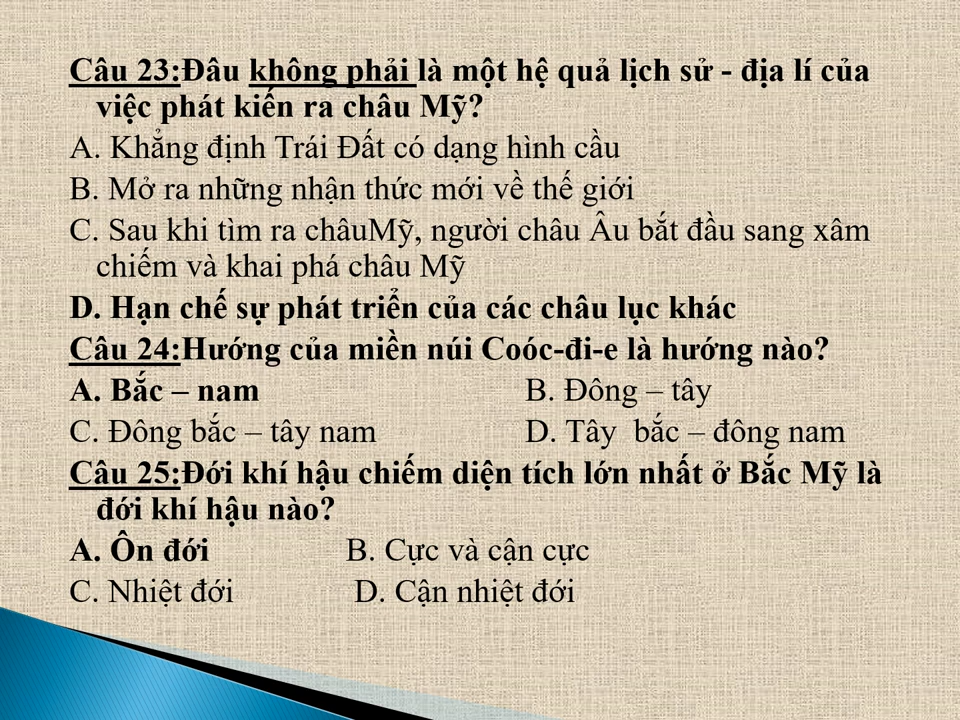 Câu 23:Đâu không phải là một hệ quả lịch sử - địa lí của
việc phát kiến ra châu Mỹ?
A. Khẳng định Trái Đất có dạng hình cầu
B. Mở ra những nhận thức mới về thế giới
C. Sau khi tìm ra châuMỹ, người châu Âu bắt đầu sang xâm
chiếm và khai phá châu Mỹ
D. Hạn chế sự phát triển của các châu lục khác
Câu 24:Hướng của miền núi Coóc-đi-e là hướng nào?
A. Bắc – nam B. Đông – tây
C. Đông bắc – tây nam D. Tây bắc – đông nam
Câu 25:Đới khí hậu chiếm diện tích lớn nhất ở Bắc Mỹ là
đới khí hậu nào?
A. Ôn đới B. Cực và cận cực
C. Nhiệt đới D. Cận nhiệt đới